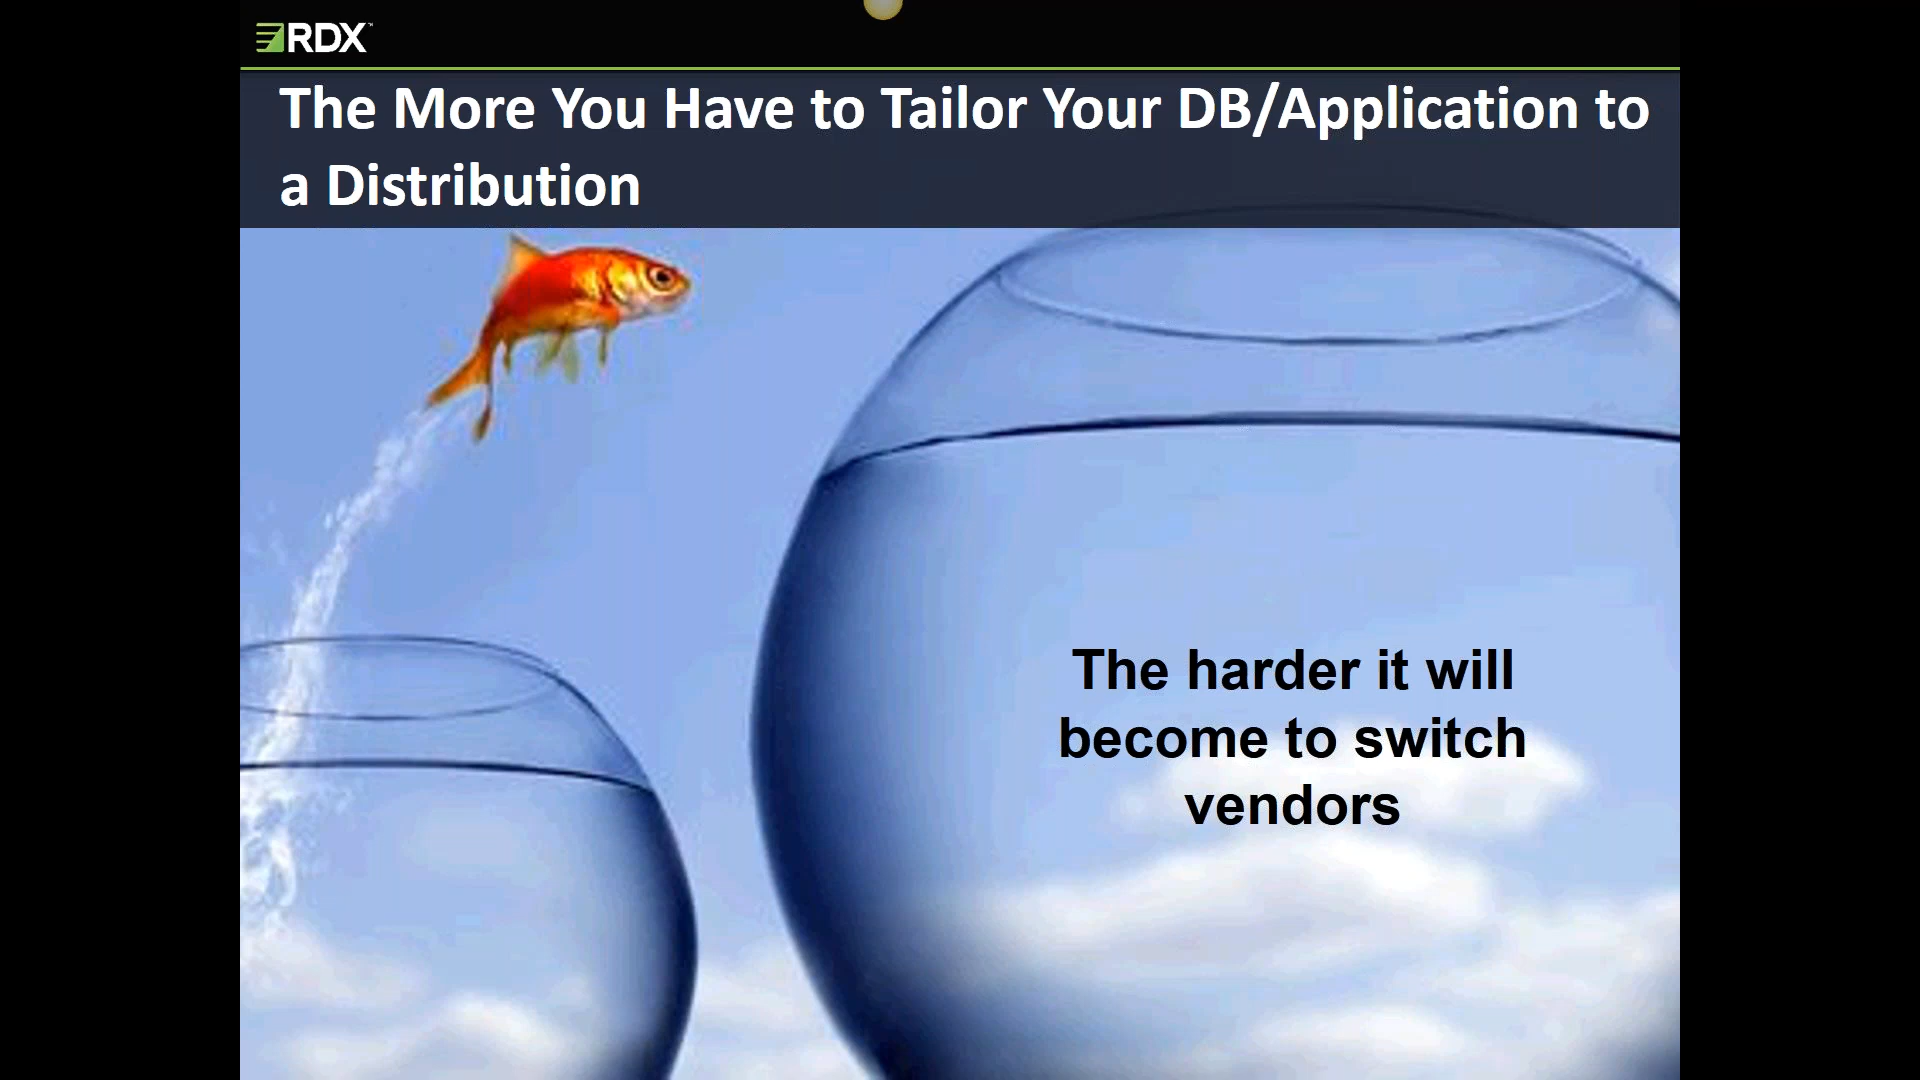 RDX™
The More You Have to Tailor Your DB/Application to
a Distribution
The harder it will
become to switch
vendors